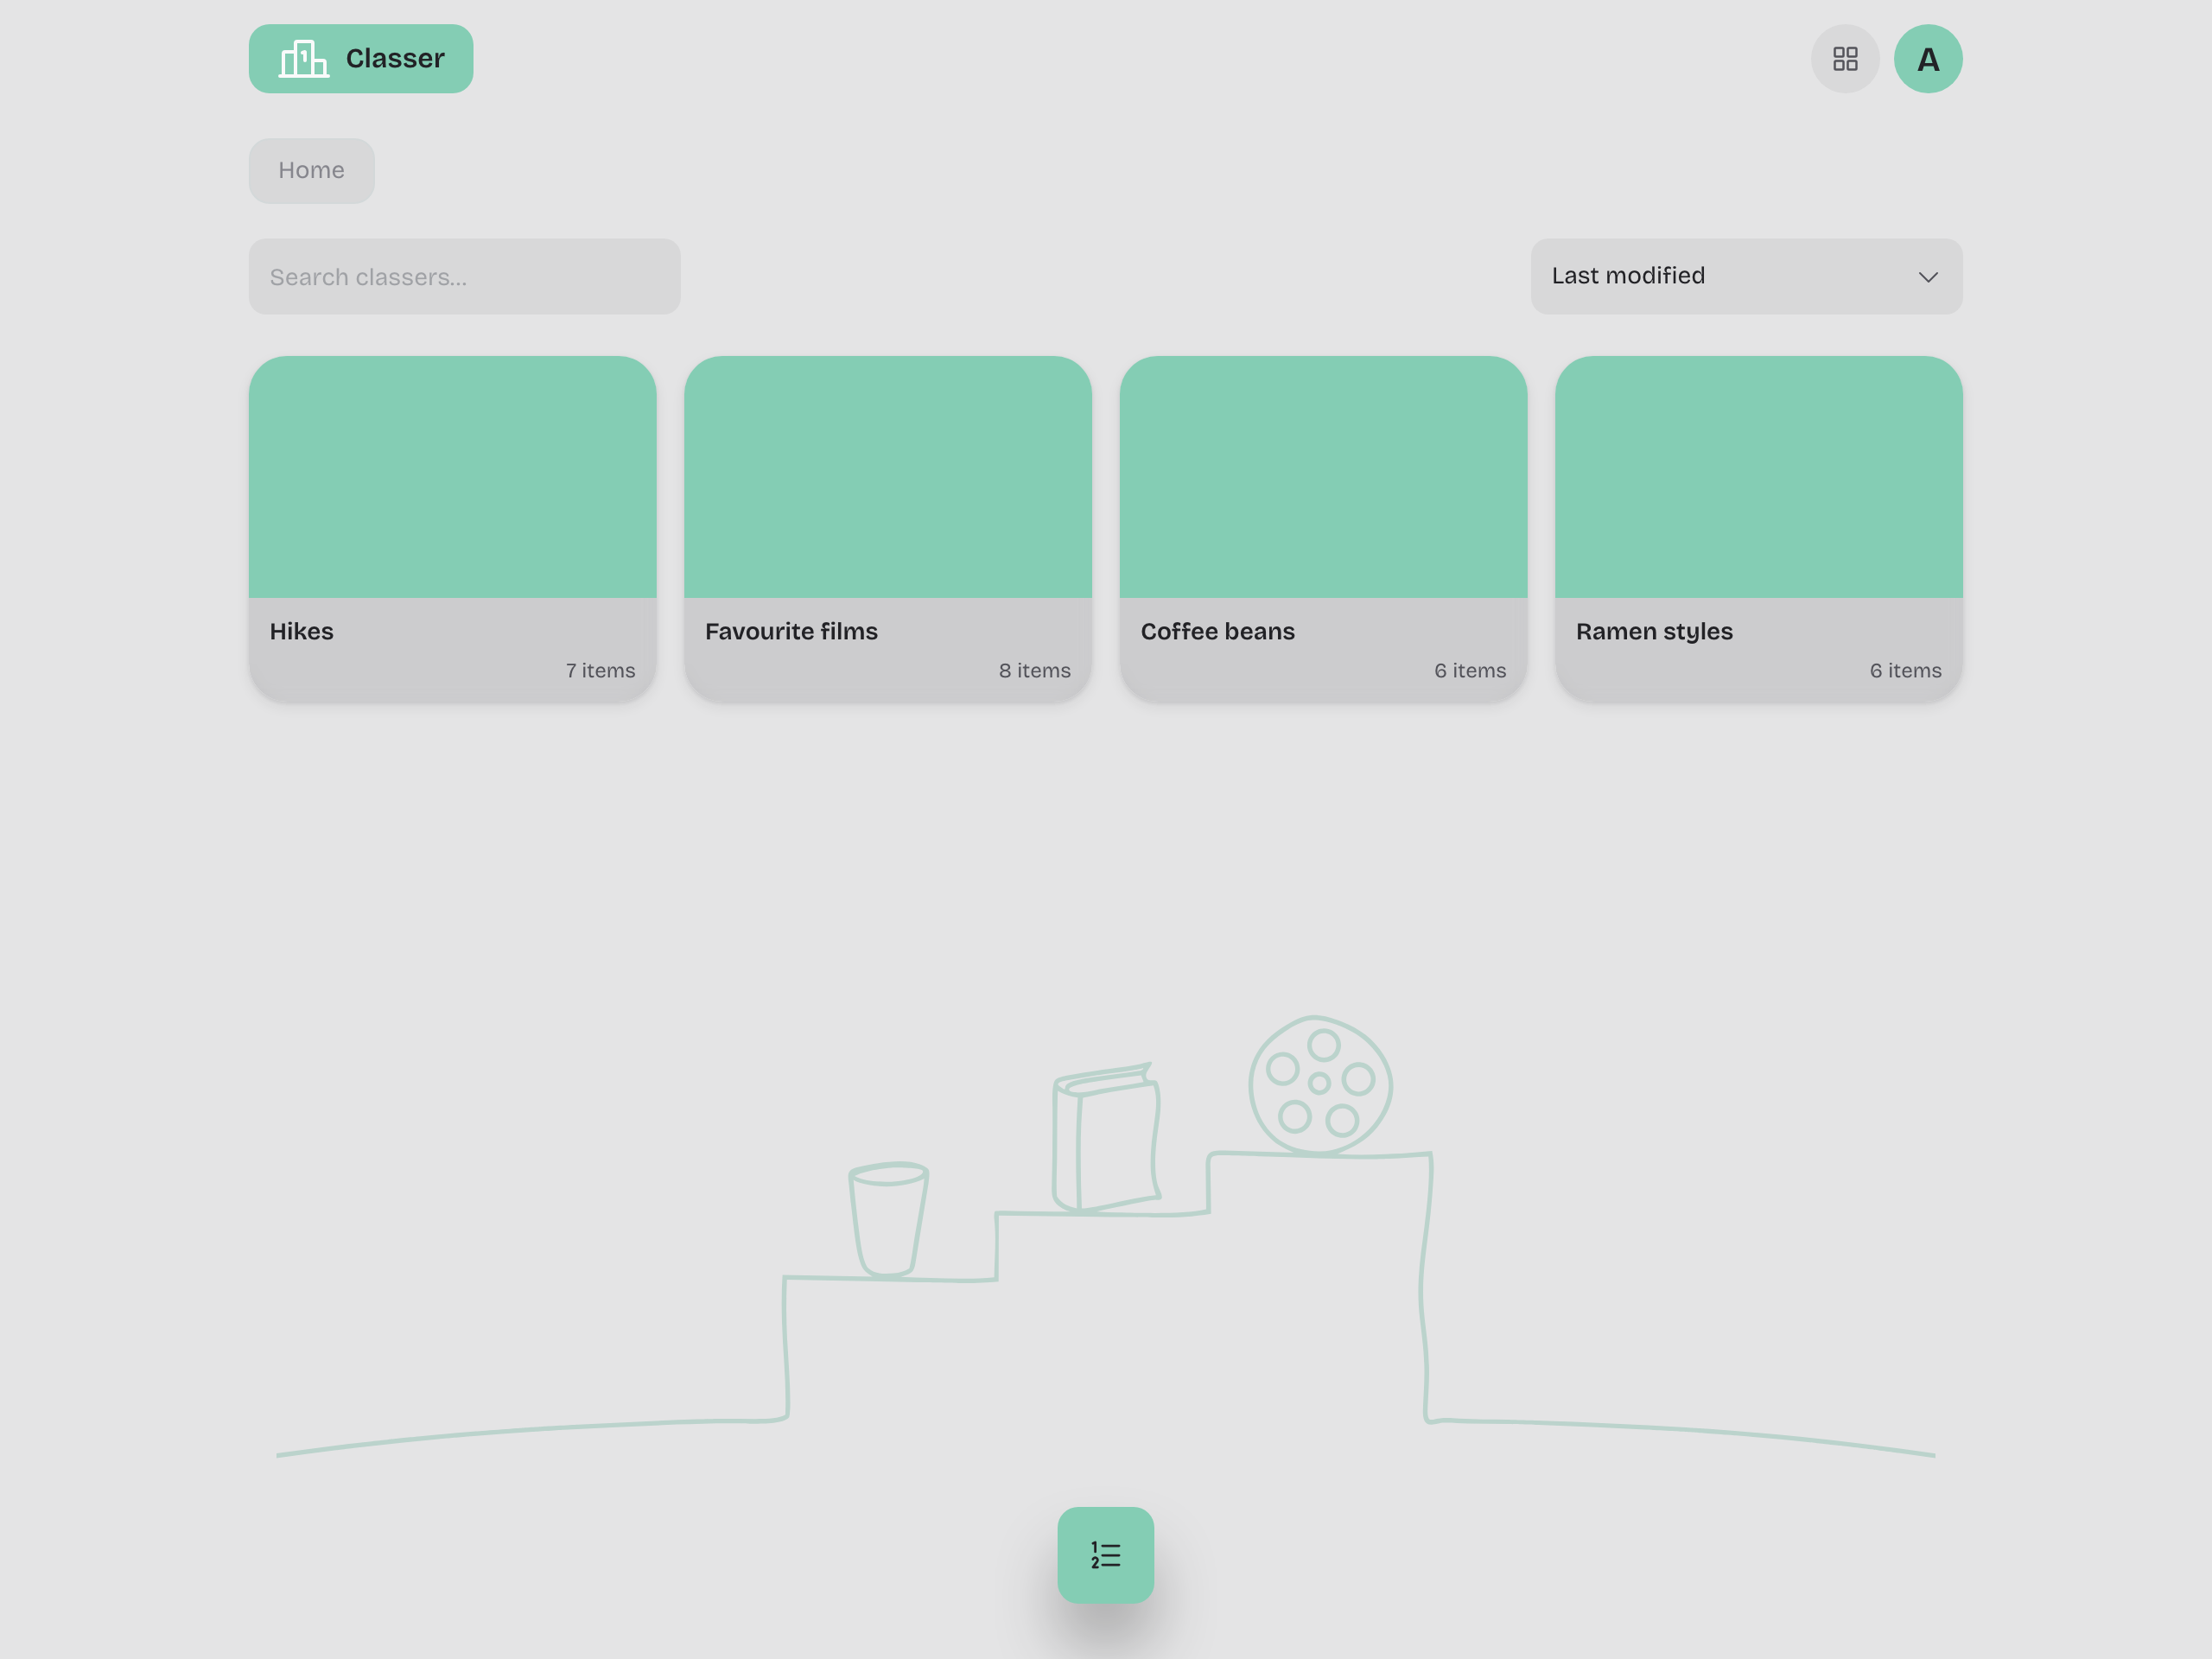 Classer
A
Home
Search classers...
Last modified
Hikes
7 items
Favourite films
8 items
Coffee beans
6 items
Ramen styles
6 items